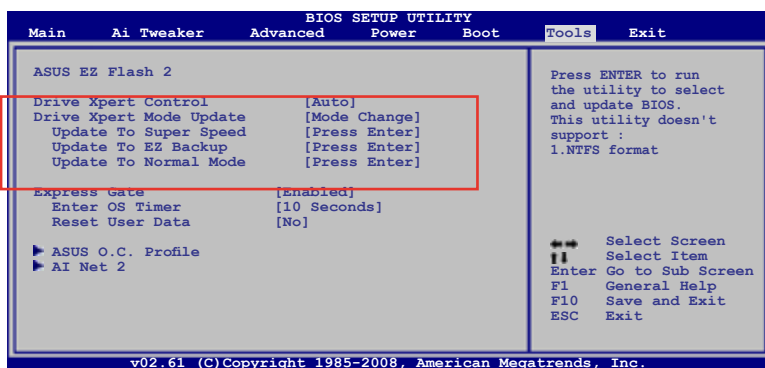 BIOS SETUP UTILITY
Main Ai Tweaker Advanced Power Boot Tools Exit
ASUS EZ Flash 2
Drive Xpert Control [Auto]
Drive Xpert Mode Update [Mode Change]
Update To Super Speed [Press Enter]
Update To EZ Backup [Press Enter]
Update To Normal Mode [Press Enter]
Express Gate [Enabled]
Enter OS Timer [10 Seconds]
Reset User Data [No]
ASUS O.C. Profile
AI Net 2
Press ENTER to run
the utility to select
and update BIOS.
This utility doesn't
support :
1.NTFS format
Select Screen
Select Item
Enter Go to Sub Screen
F1 General Help
F10 Save and Exit
ESC Exit
v02.61 (C)Copyright 1985-2008, American Megatrends, Inc.